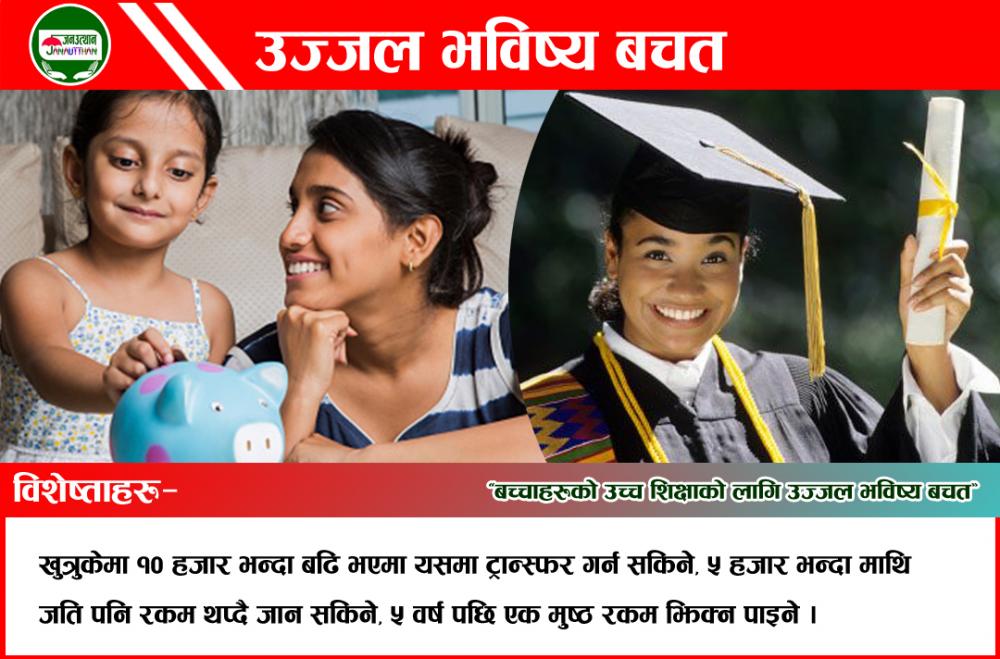 जनउत्थान
JANAUTTHAN
उज्जल भविष्य बचत
विशेष्ताहरू-
“बच्चाहरूको उच्च शिक्षाको लागि उज्जल भविष्य बचत”
खुत्रुकेमा १० हजार भन्दा बढि भएमा यसमा ट्रान्स्फर गर्न सकिने, ५ हजार भन्दा माथि
जति पनि रकम थप्दै जान सकिने, ५ वर्ष पछि एक मुष्ठ रकम झिक्न पाइने ।